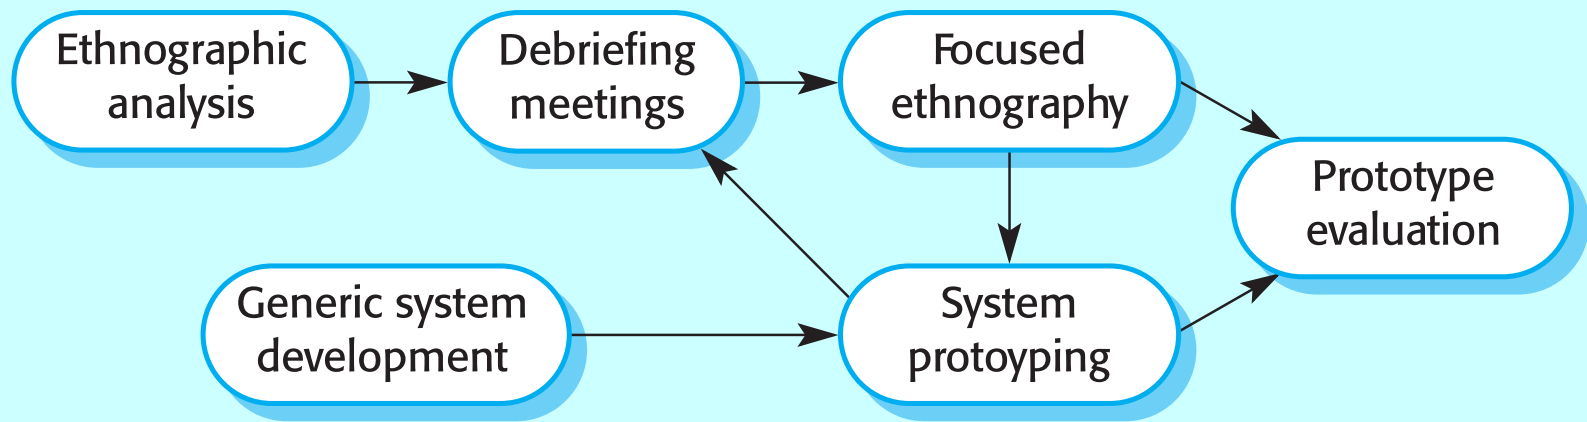 Ethnographic
analysis
Debriefing
meetings
Focused
ethnography
Prototype
evaluation
Generic system
development
System
protoyping